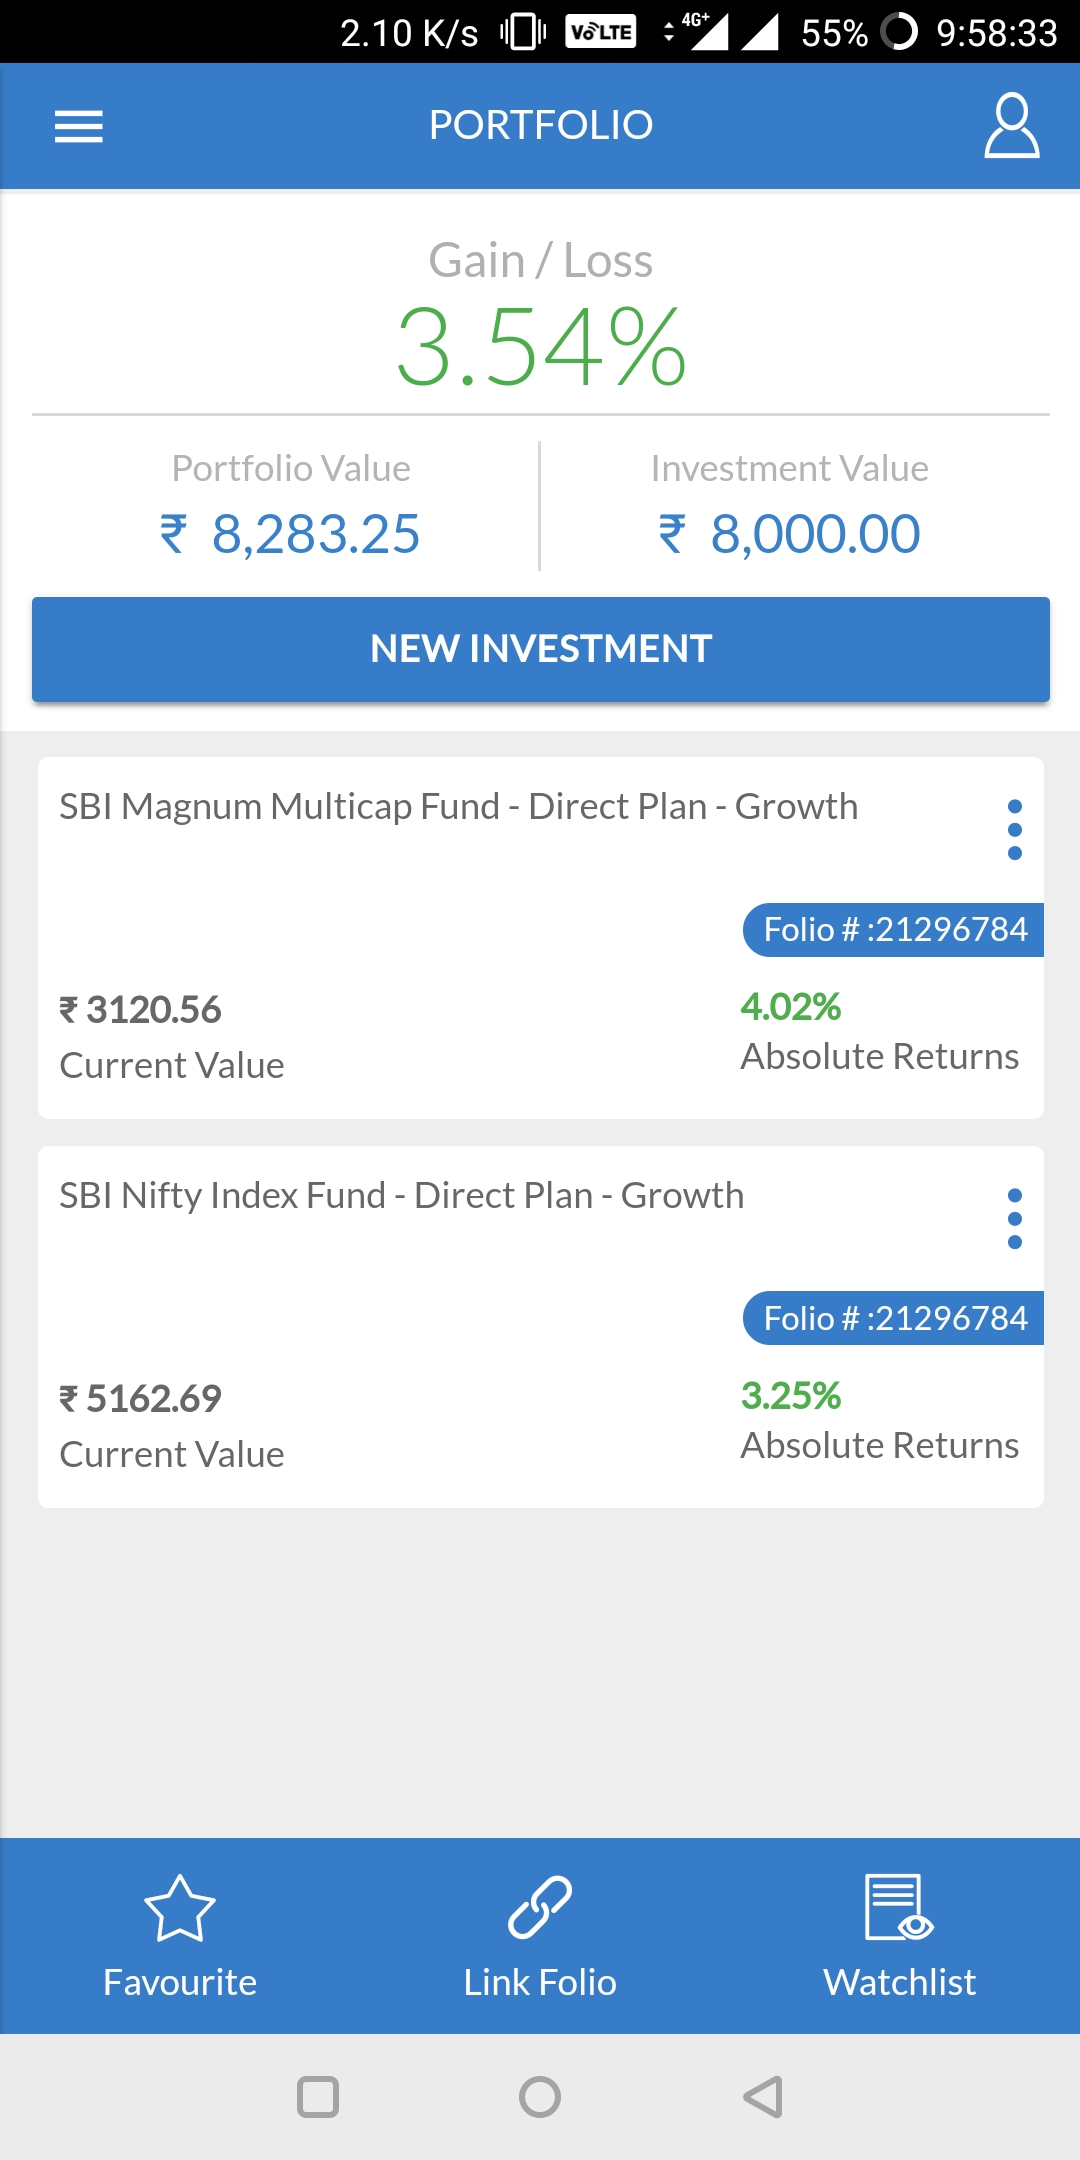 2.10 K/s VoLTE 4G+ 55% 9:58:33
PORTFOLIO
Gain / Loss
3.54%
Portfolio Value Investment Value
₹ 8,283.25 ₹ 8,000.00
NEW INVESTMENT
SBI Magnum Multicap Fund - Direct Plan - Growth
Folio # :21296784
₹ 3120.56 4.02%
Current Value Absolute Returns
SBI Nifty Index Fund - Direct Plan - Growth
Folio # :21296784
₹ 5162.69 3.25%
Current Value Absolute Returns
Favourite Link Folio Watchlist